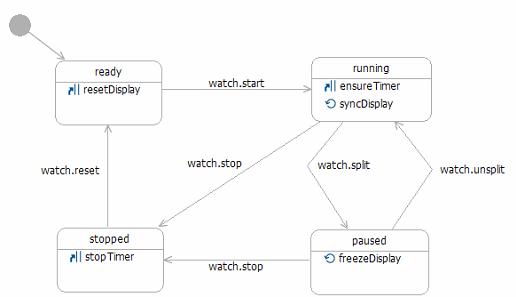 ready
resetDisplay
watch.start
running
ensureTimer
syncDisplay
watch.reset
watch.stop
watch.split
watch.unsplit
stopped
stopTimer
watch.stop
paused
freezeDisplay